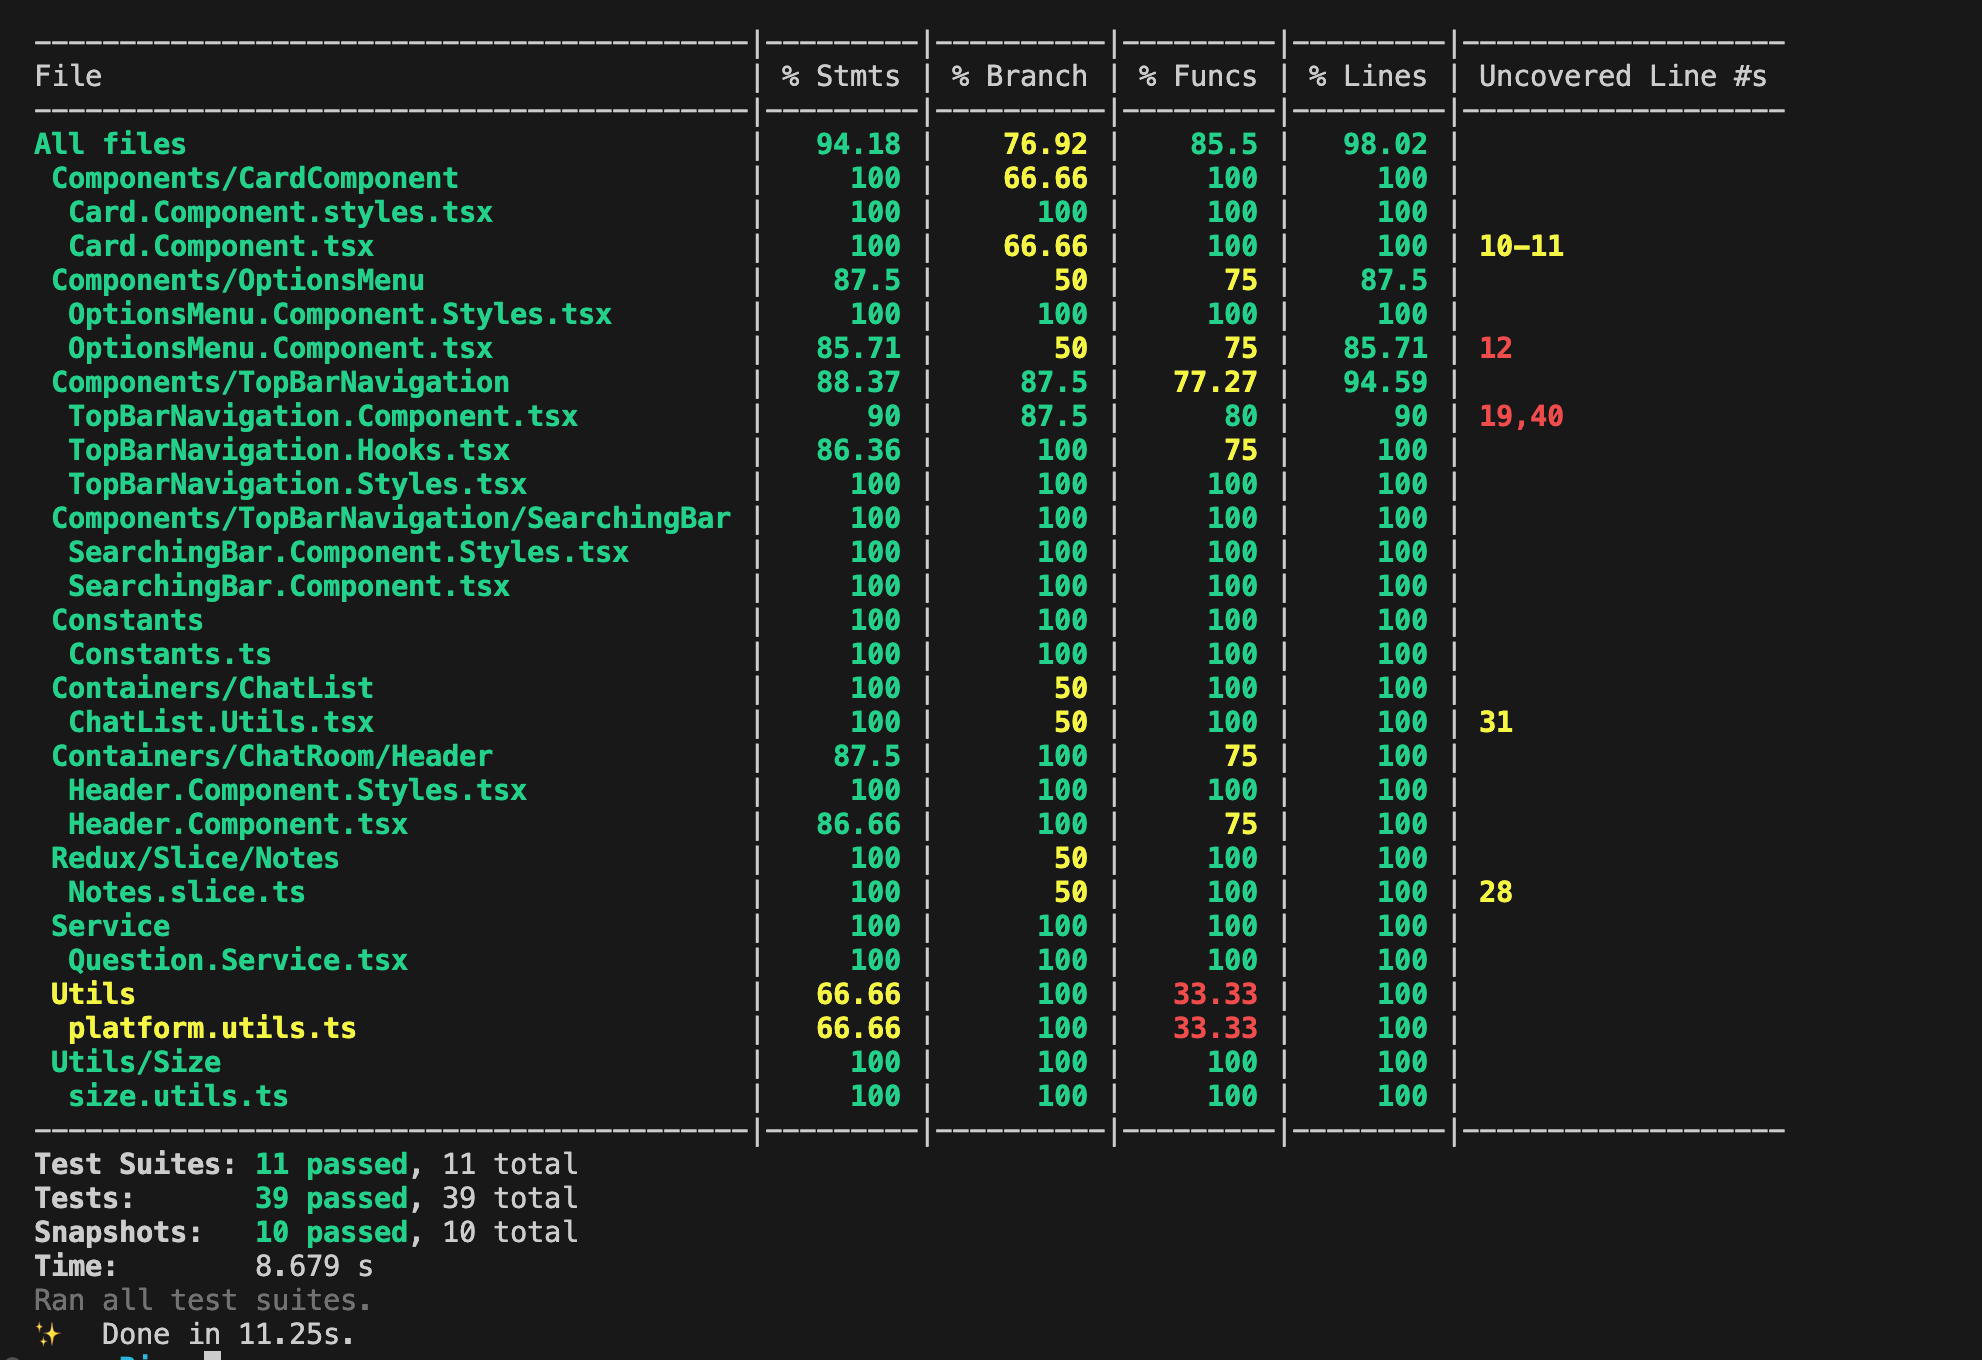 File | % Stmts | % Branch | % Funcs | % Lines | Uncovered Line #s
All files | 94.18 | 76.92 | 85.5 | 98.02 |
Components/CardComponent | 100 | 66.66 | 100 | 100 |
Card.Component.styles.tsx | 100 | 100 | 100 | 100 |
Card.Component.tsx | 100 | 66.66 | 100 | 100 | 10-11
Components/OptionsMenu | 87.5 | 50 | 75 | 87.5 |
OptionsMenu.Component.Styles.tsx | 100 | 100 | 100 | 100 |
OptionsMenu.Component.tsx | 85.71 | 50 | 75 | 85.71 | 12
Components/TopBarNavigation | 88.37 | 87.5 | 77.27 | 94.59 |
TopBarNavigation.Component.tsx | 90 | 87.5 | 80 | 90 | 19,40
TopBarNavigation.Hooks.tsx | 86.36 | 100 | 75 | 100 |
TopBarNavigation.Styles.tsx | 100 | 100 | 100 | 100 |
Components/TopBarNavigation/SearchingBar | 100 | 100 | 100 | 100 |
SearchingBar.Component.Styles.tsx | 100 | 100 | 100 | 100 |
SearchingBar.Component.tsx | 100 | 100 | 100 | 100 |
Constants | 100 | 100 | 100 | 100 |
Constants.ts | 100 | 100 | 100 | 100 |
Containers/ChatList | 100 | 50 | 100 | 100 |
ChatList.Utils.tsx | 100 | 50 | 100 | 100 | 31
Containers/ChatRoom/Header | 87.5 | 100 | 75 | 100 |
Header.Component.Styles.tsx | 100 | 100 | 100 | 100 |
Header.Component.tsx | 86.66 | 100 | 75 | 100 |
Redux/Slice/Notes | 100 | 50 | 100 | 100 |
Notes.slice.ts | 100 | 50 | 100 | 100 | 28
Service | 100 | 100 | 100 | 100 |
Question.Service.tsx | 100 | 100 | 100 | 100 |
Utils | 66.66 | 100 | 33.33 | 100 |
platform.utils.ts | 66.66 | 100 | 33.33 | 100 |
Utils/Size | 100 | 100 | 100 | 100 |
size.utils.ts | 100 | 100 | 100 | 100 |
Test Suites: 11 passed, 11 total
Tests: 39 passed, 39 total
Snapshots: 10 passed, 10 total
Time: 8.679 s
Ran all test suites.
✨ Done in 11.25s.